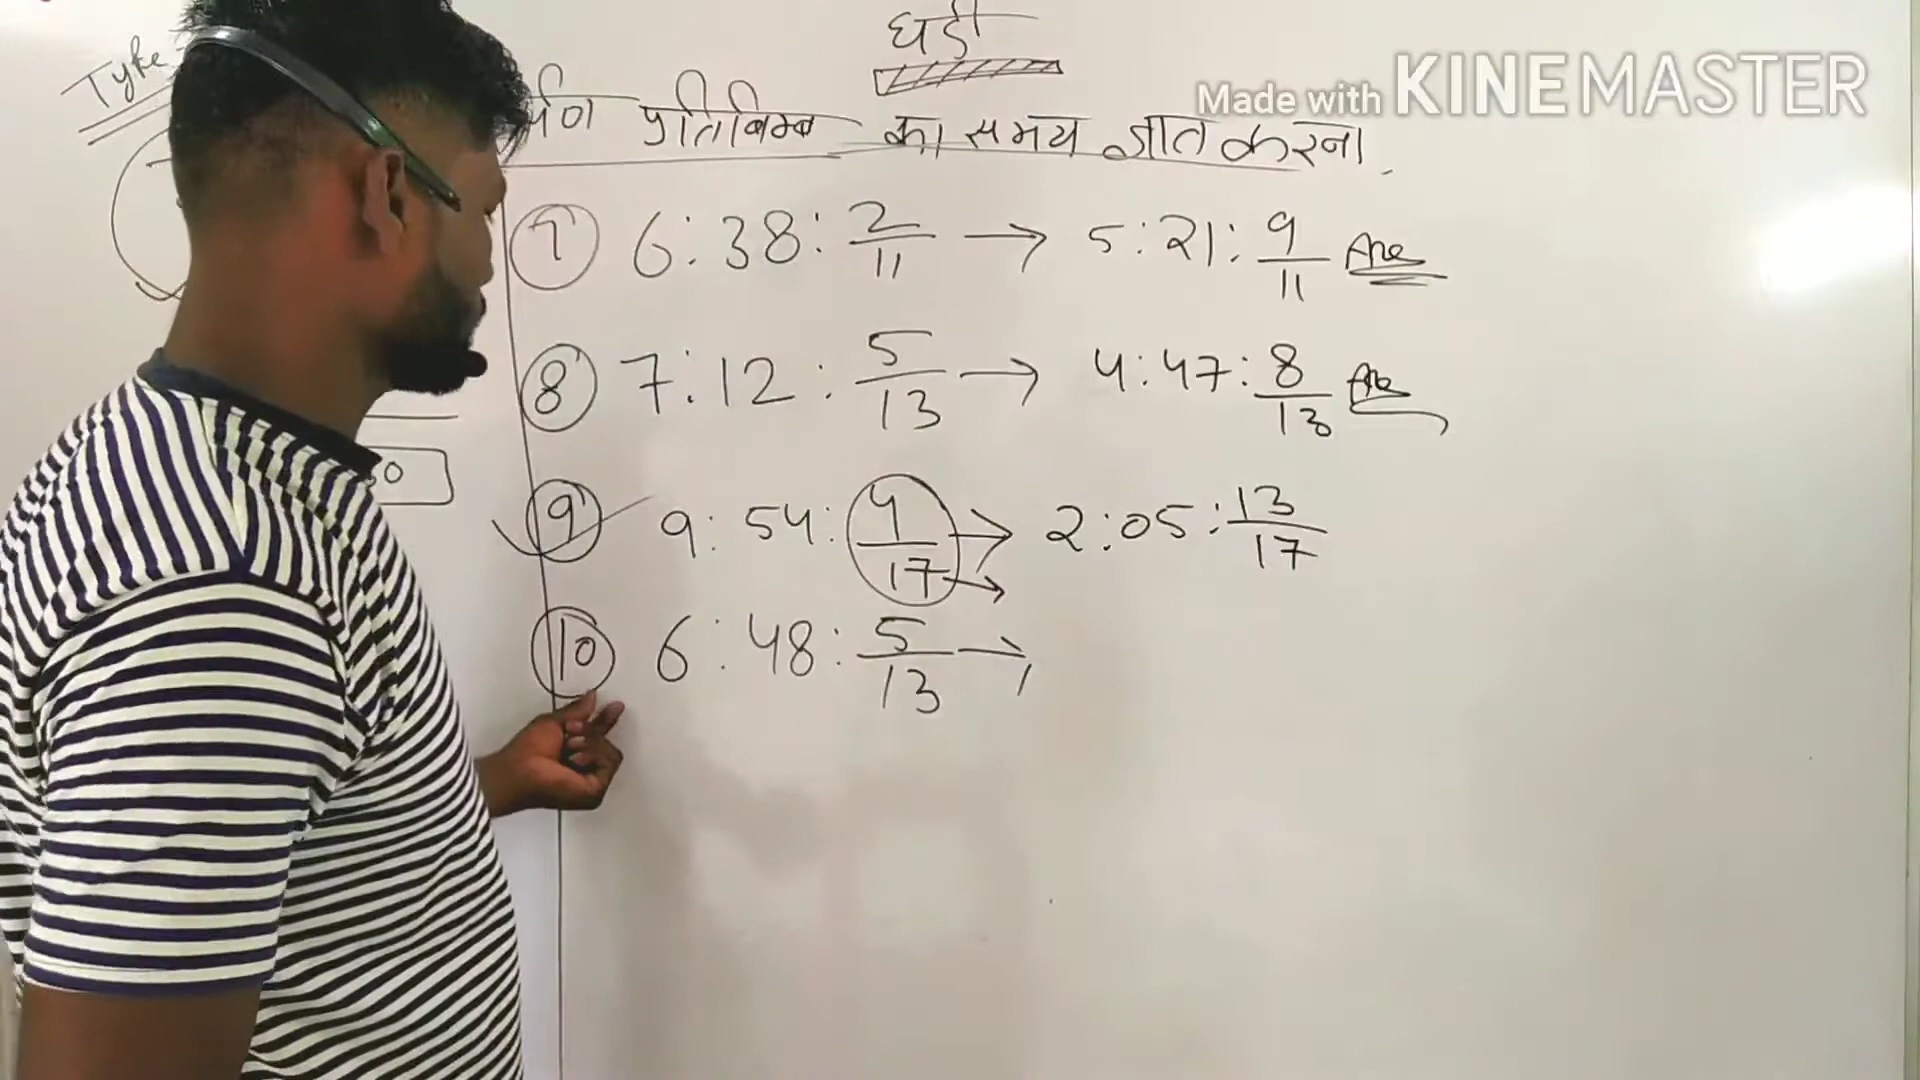 घड़ी
Made with KINEMASTER
Type
प्रतिबिम्ब का समय ज्ञात करना
7 6:38:2/11 → 5:21:9/11 Ans
8 7:12:5/13 → 4:47:8/13 Ans
9 9:54:4/17 → 2:05:13/17
10 6:48:5/13 →